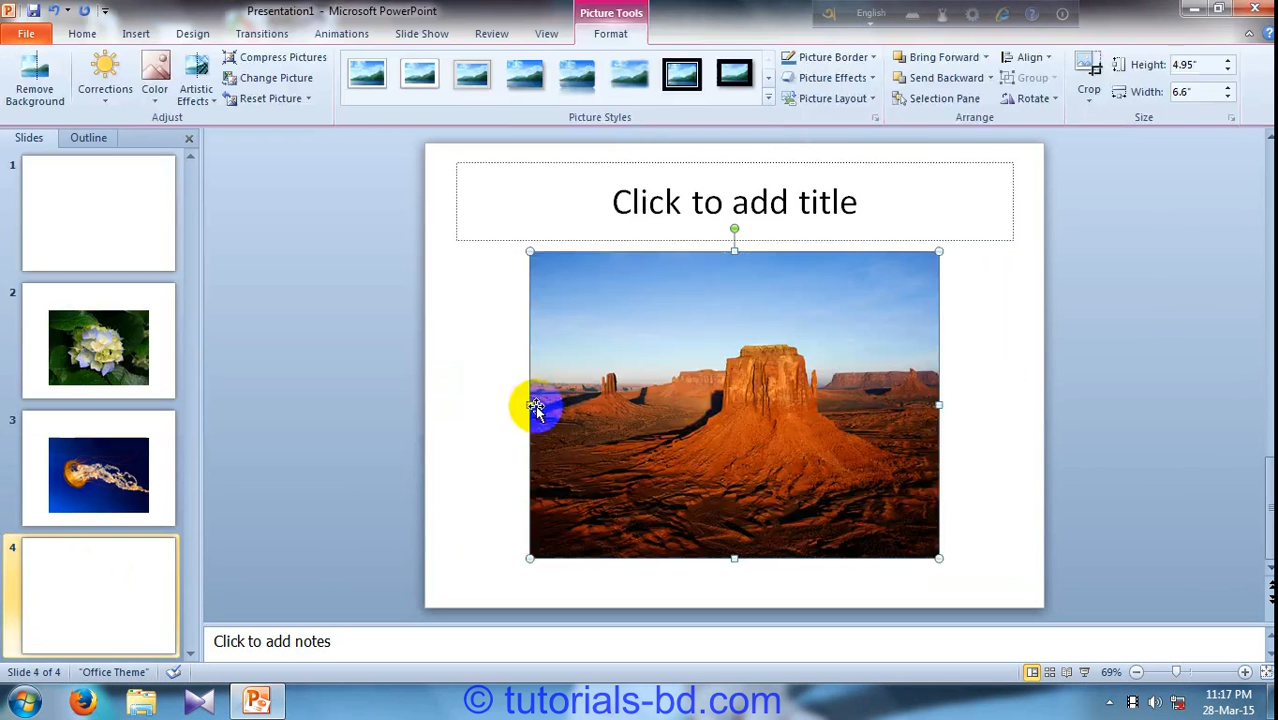 Presentation1 - Microsoft PowerPoint
Picture Tools
English
File
Home
Insert
Design
Transitions
Animations
Slide Show
Review
View
Format
Remove
Background
Corrections
Color
Artistic
Effects
Compress Pictures
Change Picture
Reset Picture
Adjust
Picture Styles
Picture Border
Picture Effects
Picture Layout
Bring Forward
Send Backward
Selection Pane
Align
Group
Rotate
Arrange
Crop
Height: 4.95"
Width: 6.6"
Size
Slides
Outline
1
2
3
4
Click to add title
Click to add notes
Slide 4 of 4
"Office Theme"
69%
© tutorials-bd.com
11:17 PM
28-Mar-15